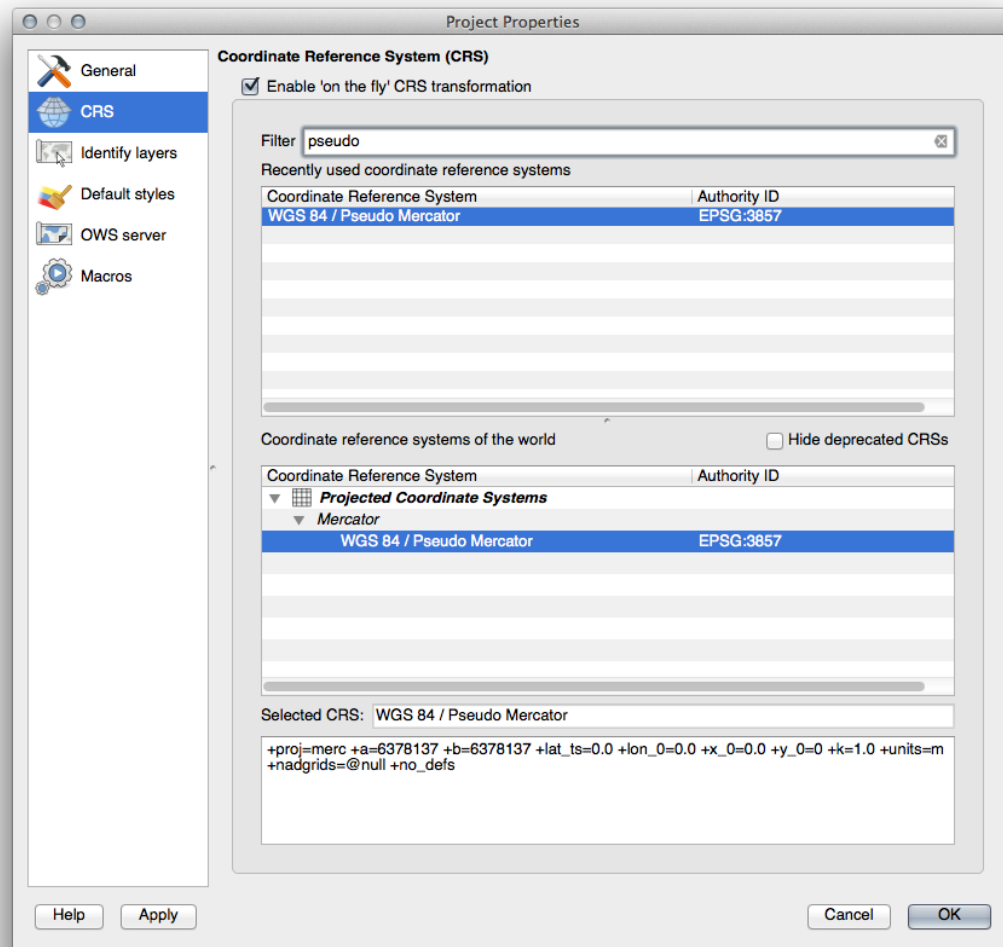 Project Properties
General
CRS
Identify layers
Default styles
OWS server
Macros
Coordinate Reference System (CRS)
Enable 'on the fly' CRS transformation
Filter pseudo
Recently used coordinate reference systems
Coordinate Reference System Authority ID
WGS 84 / Pseudo Mercator EPSG:3857
Coordinate reference systems of the world Hide deprecated CRSs
Coordinate Reference System Authority ID
Projected Coordinate Systems
Mercator
WGS 84 / Pseudo Mercator EPSG:3857
Selected CRS: WGS 84 / Pseudo Mercator
+proj=merc +a=6378137 +b=6378137 +lat_ts=0.0 +lon_0=0.0 +x_0=0.0 +y_0=0 +k=1.0 +units=m
+nadgrids=@null +no_defs
Help Apply Cancel OK